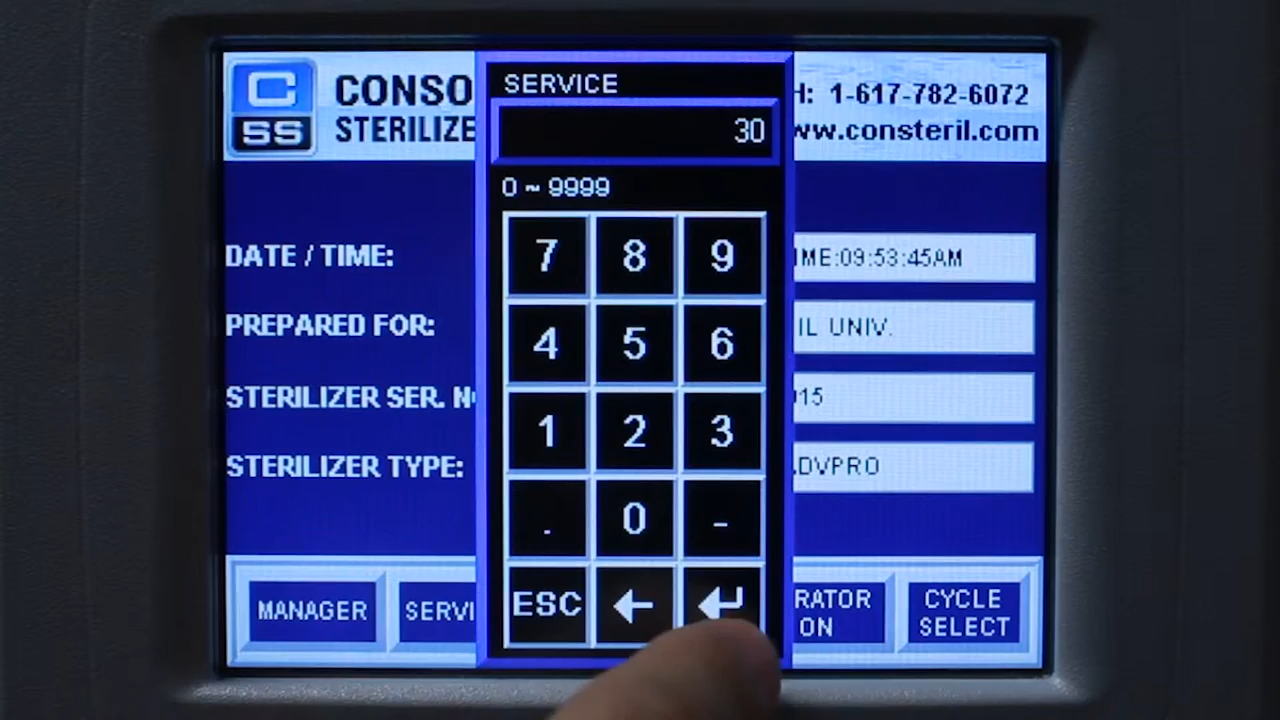 C
SS
CONSO
STERILIZE
H: 1-617-782-6072
www.consteril.com
SERVICE
30
0 ~ 9999
7 8 9
4 5 6
1 2 3
. 0 -
ESC ← ↵
DATE / TIME:
IME:09:53:45AM
PREPARED FOR:
IL UNIV.
STERILIZER SER. N
15
STERILIZER TYPE:
DVPRO
MANAGER
SERVI
RATOR
ON
CYCLE
SELECT